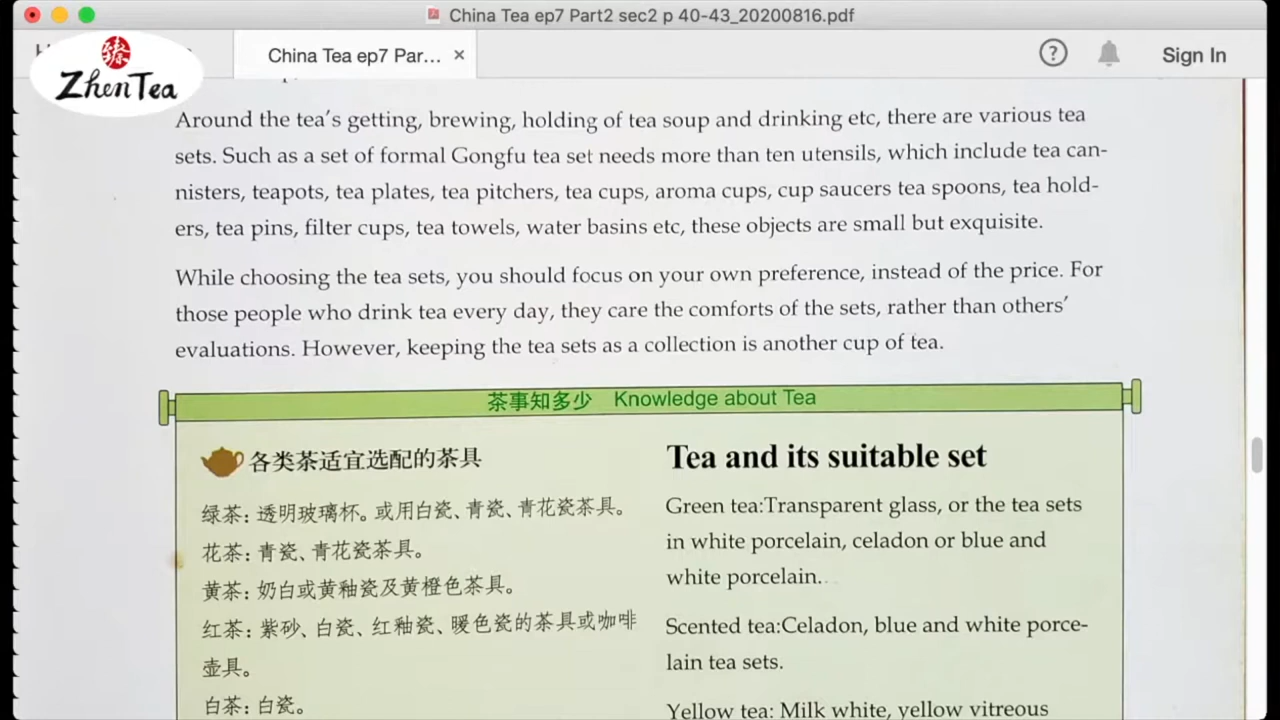 China Tea ep7 Part2 sec2 p 40-43_20200816.pdf
China Tea ep7 Par... ×
? Sign In
臻
ZhenTea
Around the tea's getting, brewing, holding of tea soup and drinking etc, there are various tea
sets. Such as a set of formal Gongfu tea set needs more than ten utensils, which include tea can-
nisters, teapots, tea plates, tea pitchers, tea cups, aroma cups, cup saucers tea spoons, tea hold-
ers, tea pins, filter cups, tea towels, water basins etc, these objects are small but exquisite.
While choosing the tea sets, you should focus on your own preference, instead of the price. For
those people who drink tea every day, they care the comforts of the sets, rather than others'
evaluations. However, keeping the tea sets as a collection is another cup of tea.
茶事知多少 Knowledge about Tea
各类茶适宜选配的茶具
绿茶：透明玻璃杯。或用白瓷、青瓷、青花瓷茶具。
花茶：青瓷、青花瓷茶具。
黄茶：奶白或黄釉瓷及黄橙色茶具。
红茶：紫砂、白瓷、红釉瓷、暖色瓷的茶具或咖啡
壶具。
白茶：白瓷。
Tea and its suitable set
Green tea:Transparent glass, or the tea sets
in white porcelain, celadon or blue and
white porcelain.
Scented tea:Celadon, blue and white porce-
lain tea sets.
Yellow tea: Milk white, yellow vitreous